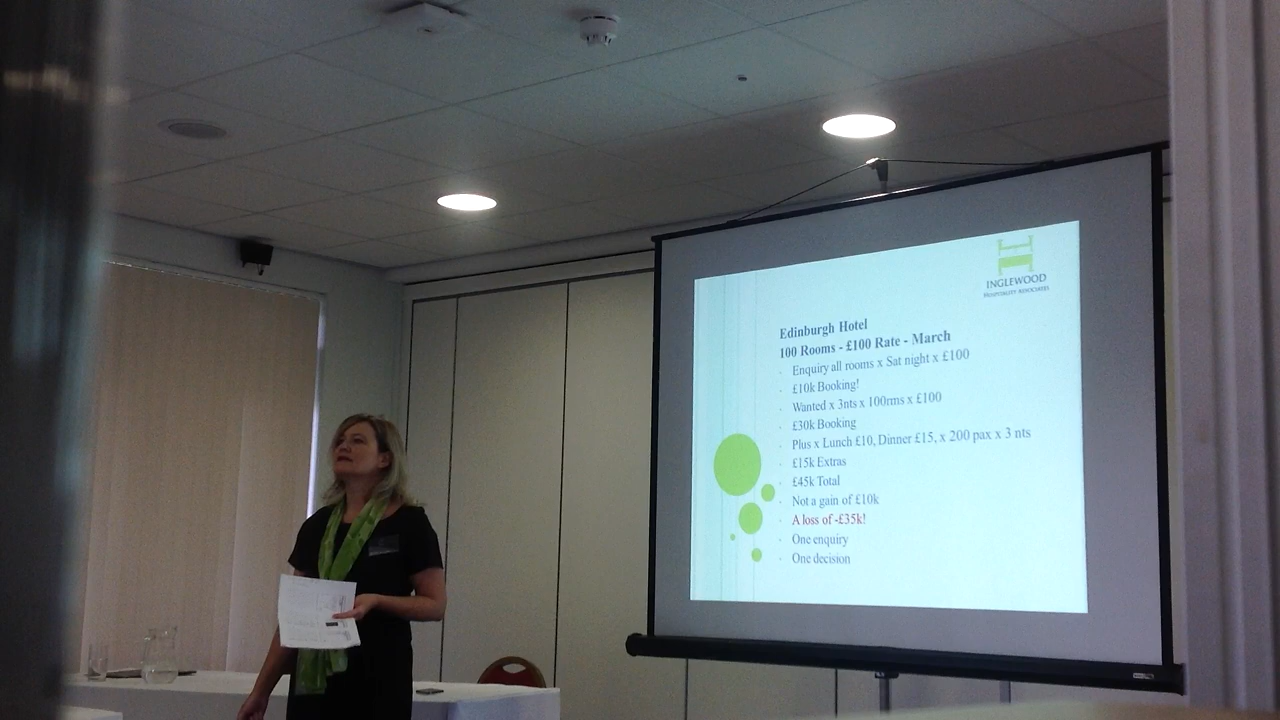 INGLEWOOD
HOSPITALITY ASSOCIATES
Edinburgh Hotel
100 Rooms - £100 Rate - March
Enquiry all rooms x Sat night x £100
£10k Booking!
Wanted x 3nts x 100rms x £100
£30k Booking
Plus x Lunch £10, Dinner £15, x 200 pax x 3 nts
£15k Extras
£45k Total
Not a gain of £10k
A loss of -£35k!
One enquiry
One decision